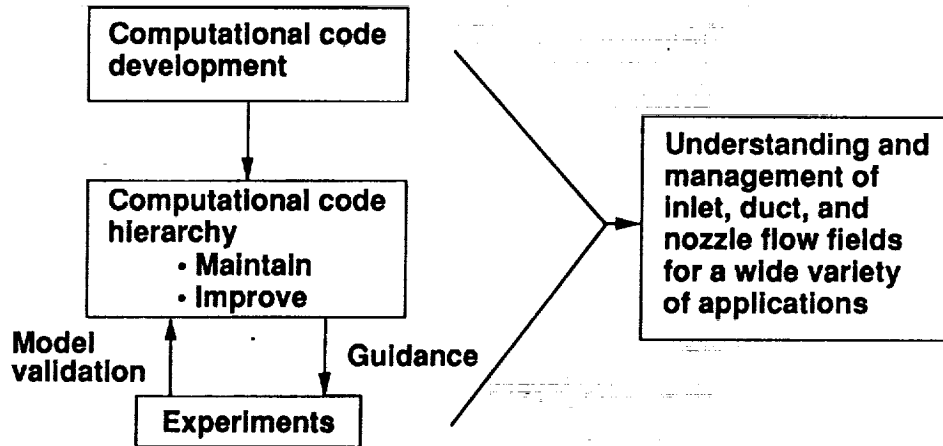 Computational code
development
Computational code
hierarchy
• Maintain
• Improve
Model
validation
Guidance
Experiments
Understanding and
management of
inlet, duct, and
nozzle flow fields
for a wide variety
of applications